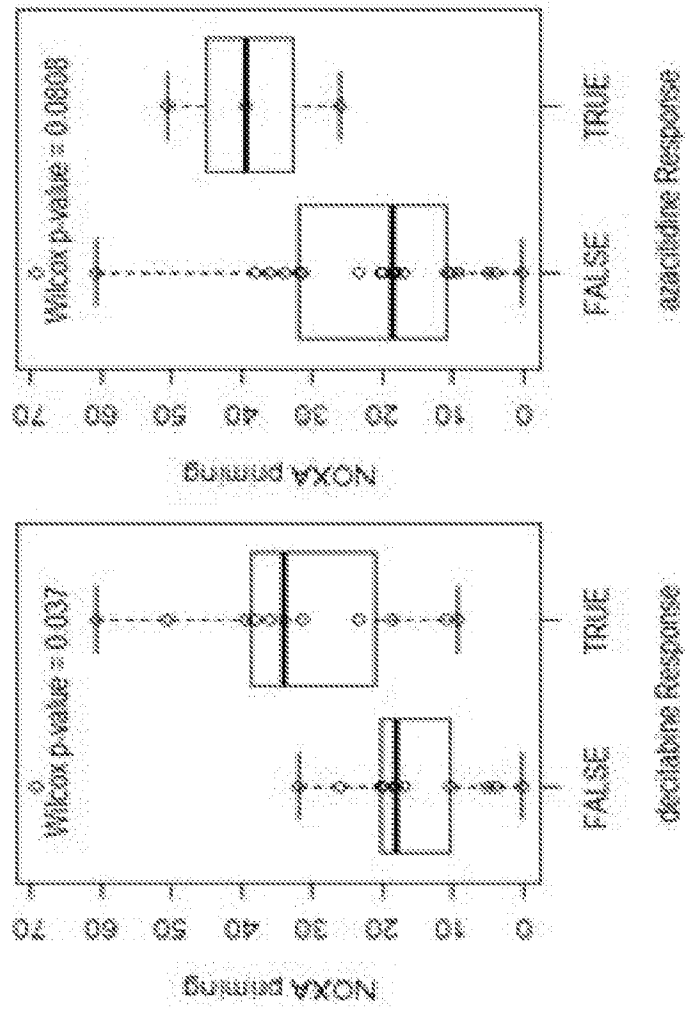 Wilcox p-value = 0.037
NOXA priming
70
60
50
40
30
20
10
0
FALSE
TRUE
decitabine Response
Wilcox p-value = 0.0808
NOXA priming
70
60
50
40
30
20
10
0
FALSE
TRUE
azacitidine Response